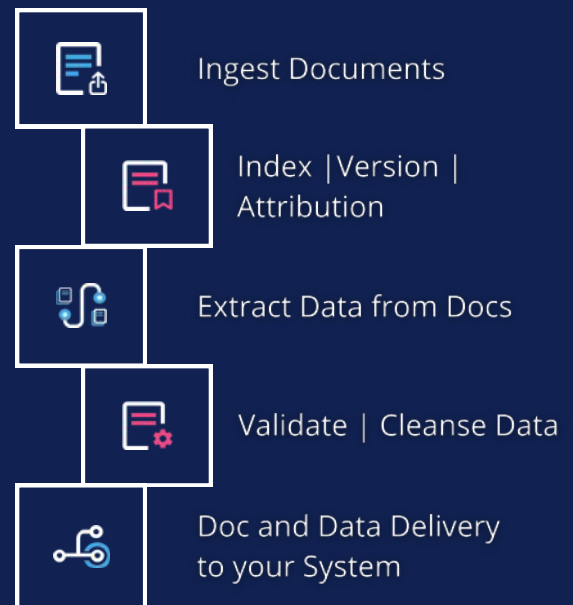 Ingest Documents
Index |Version |
Attribution
Extract Data from Docs
Validate | Cleanse Data
Doc and Data Delivery
to your System